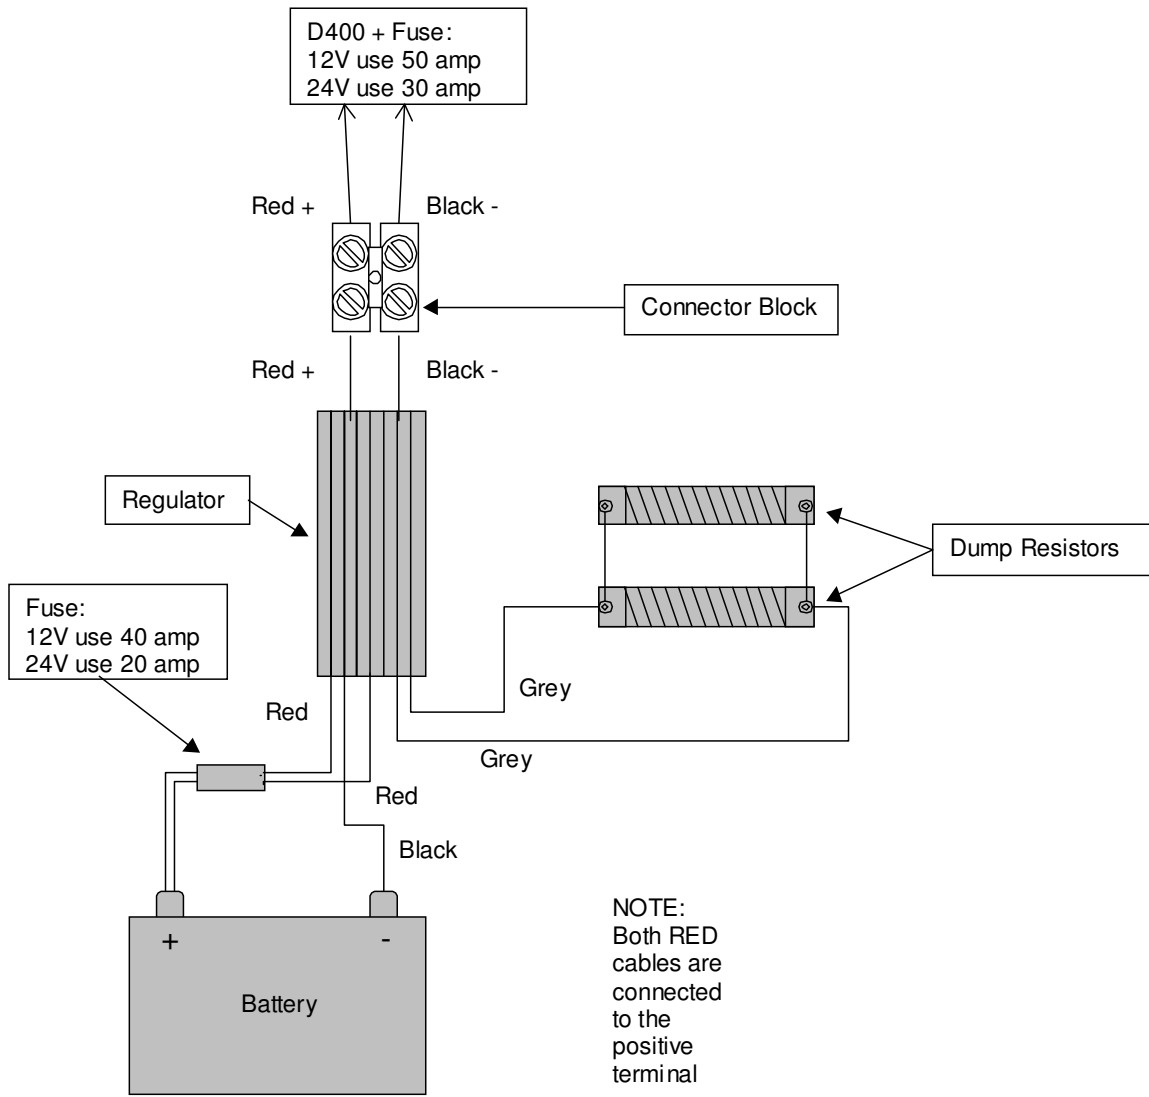 D400 + Fuse:
12V use 50 amp
24V use 30 amp
Red +
Black -
Connector Block
Red +
Black -
Regulator
Dump Resistors
Fuse:
12V use 40 amp
24V use 20 amp
Grey
Red
Grey
Red
Black
+
-
Battery
NOTE:
Both RED
cables are
connected
to the
positive
terminal